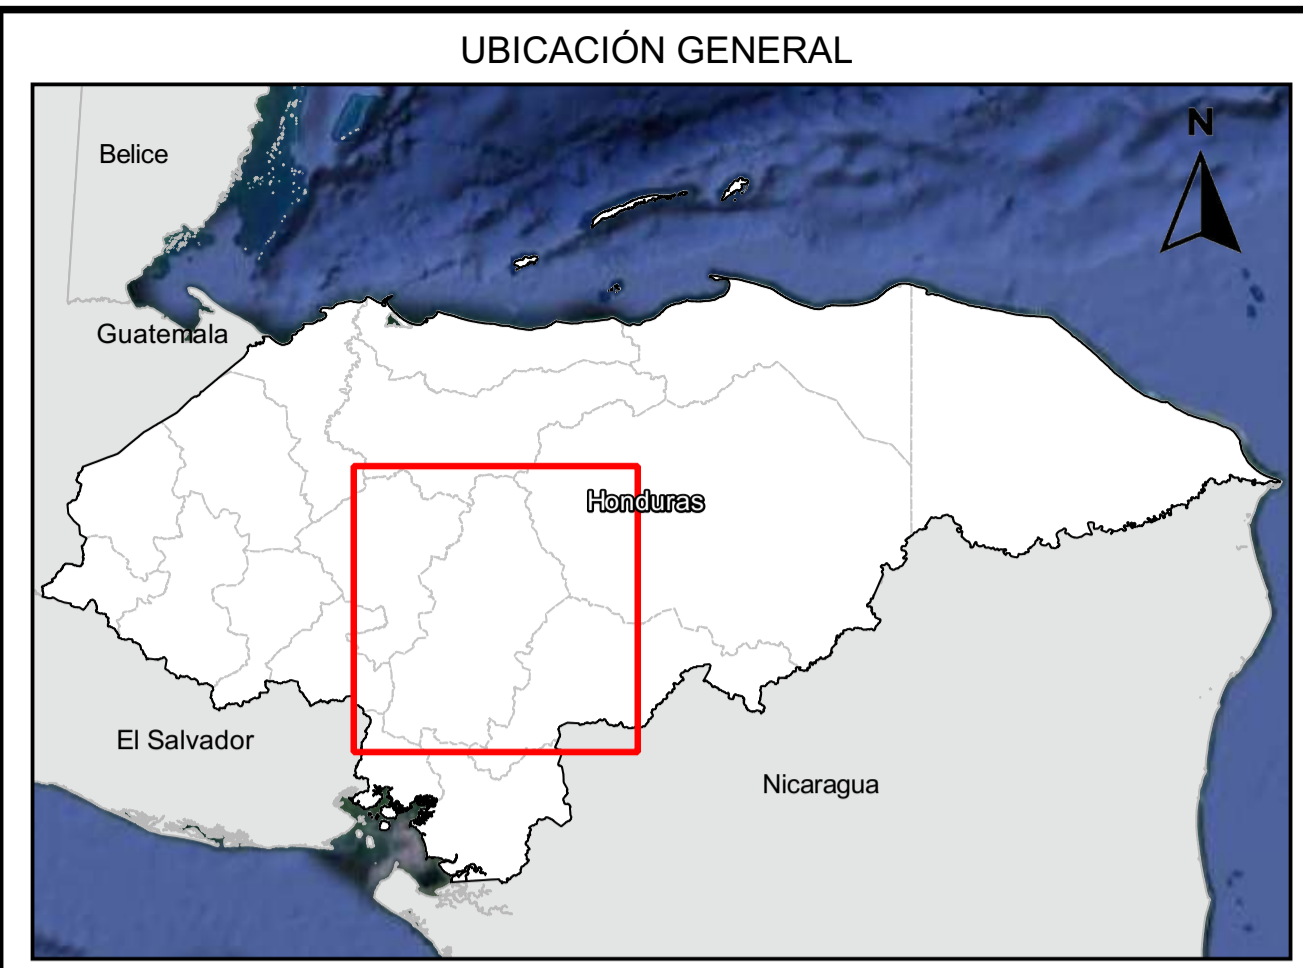 UBICACIÓN GENERAL
N
Belice
Guatemala
Honduras
El Salvador
Nicaragua